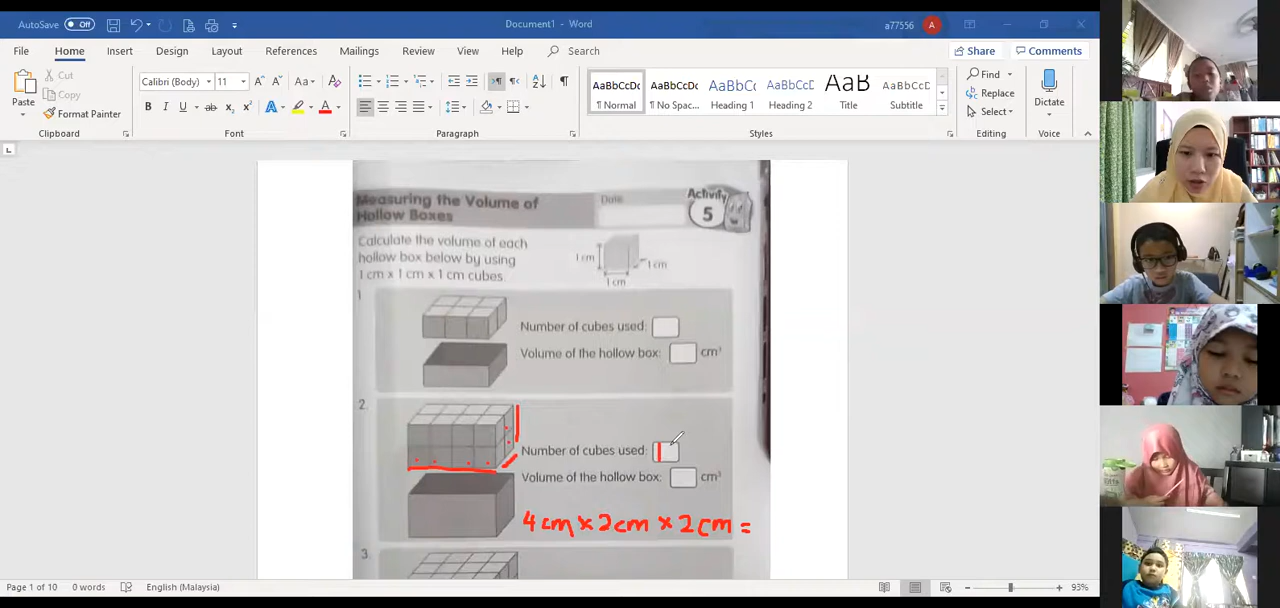 AutoSave Off Document1 - Word a77556 A
File Home Insert Design Layout References Mailings Review View Help Search Share Comments
Paste Cut Copy Format Painter
Calibri (Body) 11 A A Aa A
B I U ab x₂ x² A A
AaBbCcDc AaBbCcDc AaBbC AaBbCcD AaB AaBbCcD
¶ Normal ¶ No Spac... Heading 1 Heading 2 Title Subtitle
Find Replace Select Dictate
Clipboard Font Paragraph Styles Editing Voice
Measuring the Volume of
Hollow Boxes
Date
Activity
5
Calculate the volume of each
hollow box below by using
1 cm x 1 cm x 1 cm cubes.
1 cm
1 cm
1 cm
1
Number of cubes used:
Volume of the hollow box: cm³
2.
Number of cubes used: 1
Volume of the hollow box: cm³
4cm×2cm×2cm=
3.
Page 1 of 10 0 words English (Malaysia) 93%